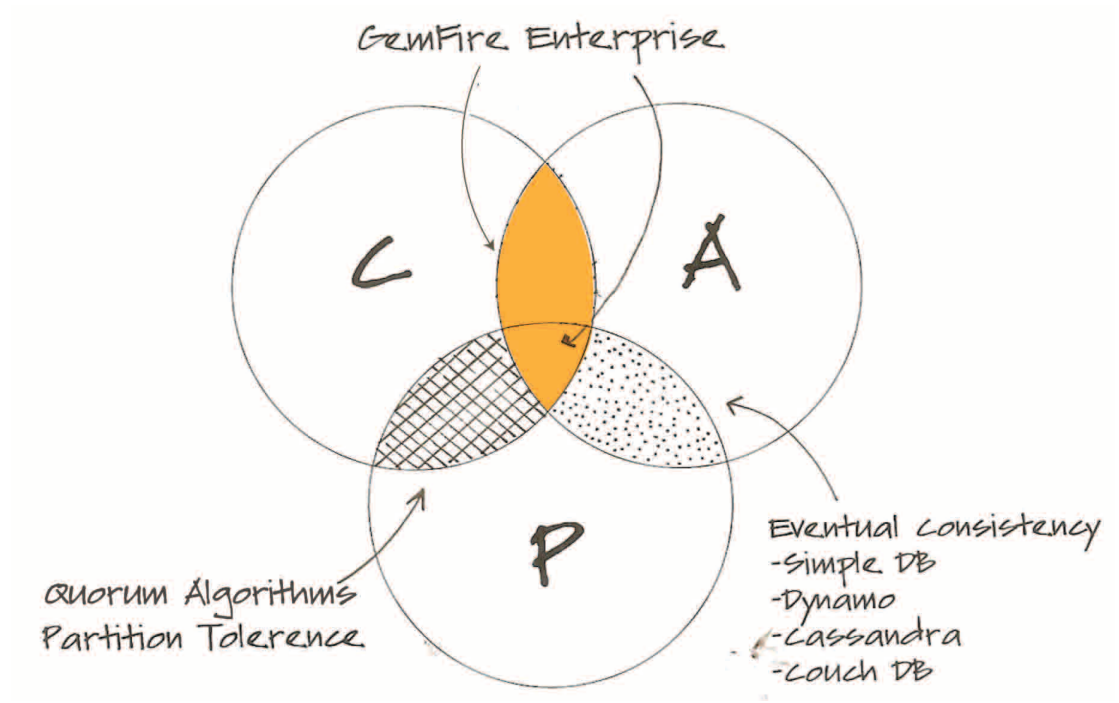 GemFire Enterprise
C
A
P
Quorum Algorithms
Partition Tolerence
Eventual Consistency
-Simple DB
-Dynamo
-Cassandra
-Couch DB